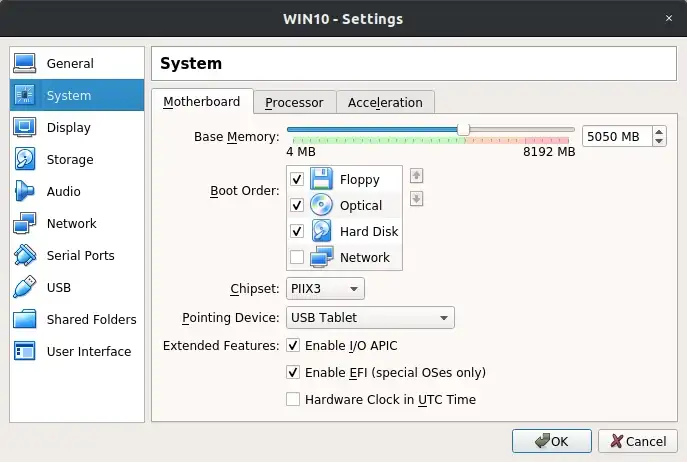 WIN10 - Settings
×
General
System
Display
Storage
Audio
Network
Serial Ports
USB
Shared Folders
User Interface
System
Motherboard
Processor
Acceleration
Base Memory:
5050 MB
4 MB
8192 MB
Boot Order:
Floppy
Optical
Hard Disk
Network
Chipset:
PIIX3
Pointing Device:
USB Tablet
Extended Features:
Enable I/O APIC
Enable EFI (special OSes only)
Hardware Clock in UTC Time
OK
Cancel